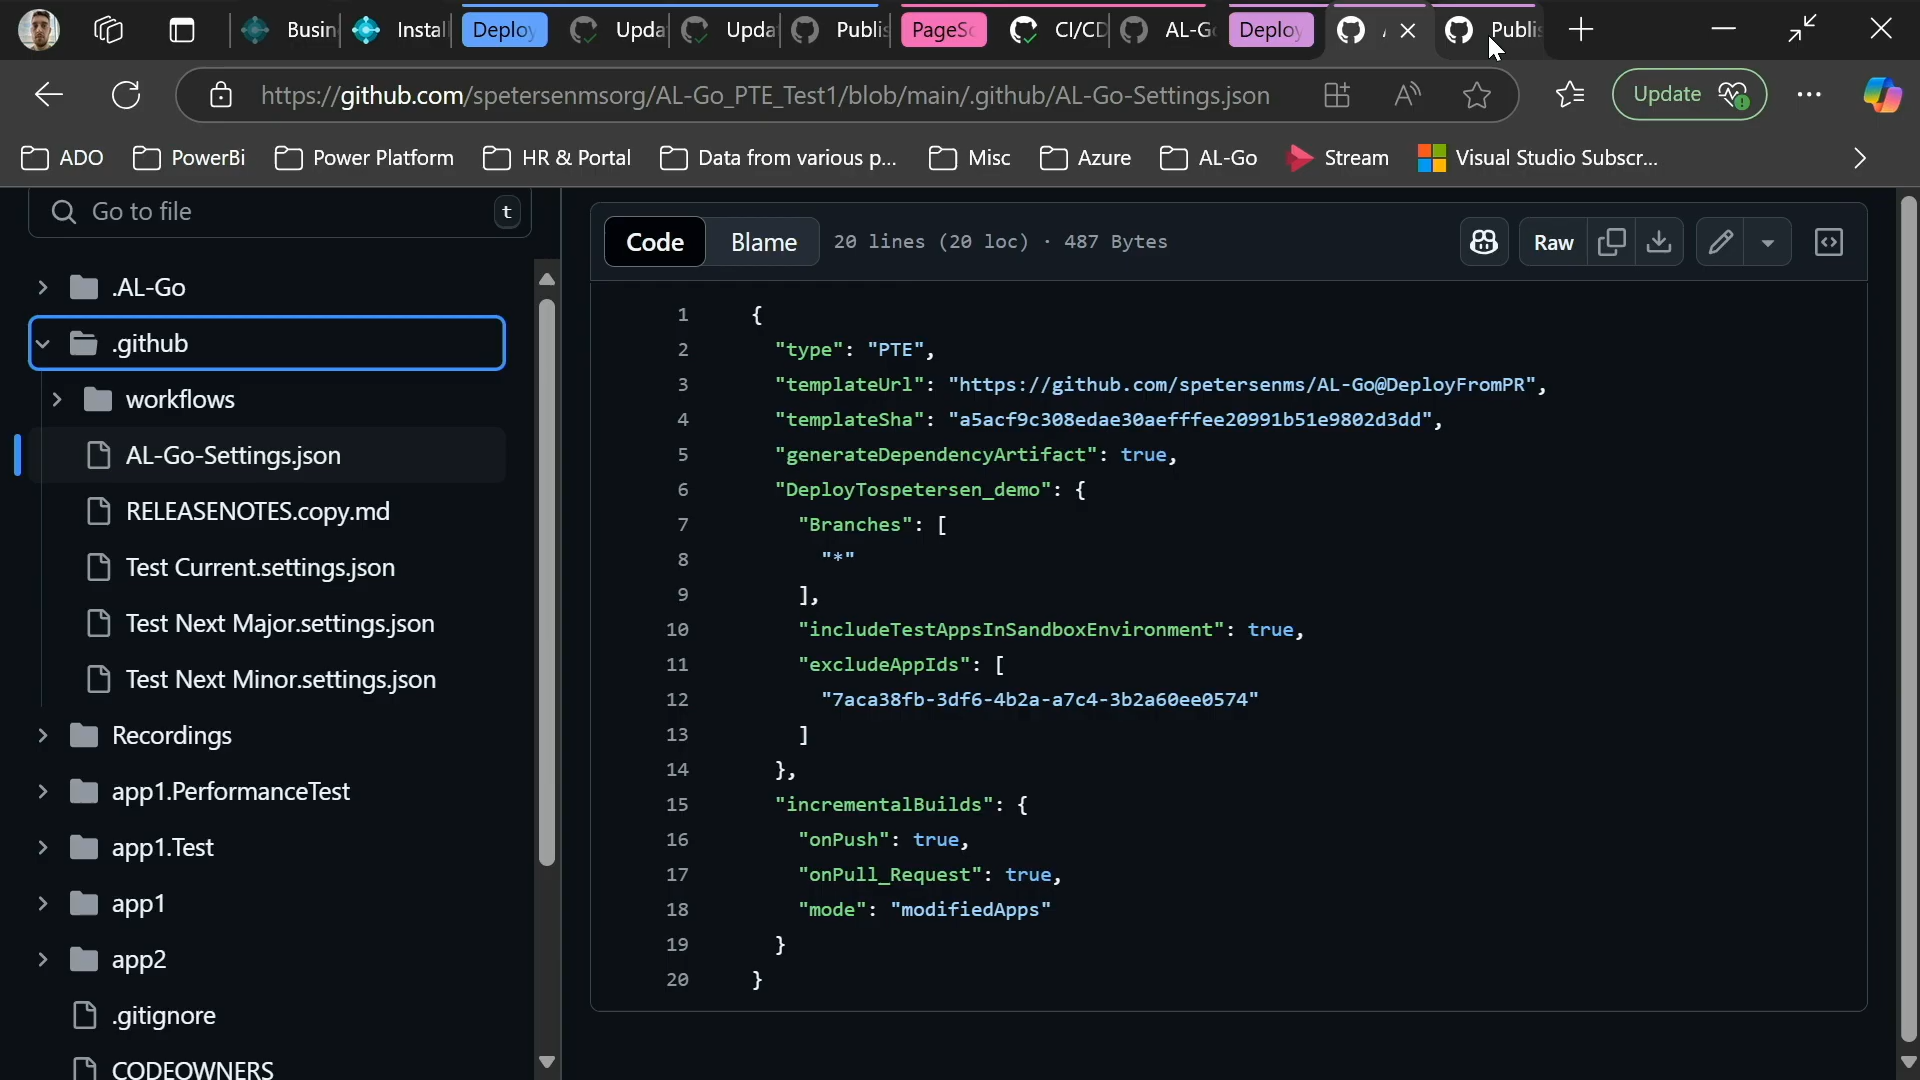 Busin
Instal
Deploy
Upda
Upda
Publis
PageSc
CI/CD
AL-G
Deploy
Publis
https://github.com/spetersenmsorg/AL-Go_PTE_Test1/blob/main/.github/AL-Go-Settings.json
Update
ADO
PowerBi
Power Platform
HR & Portal
Data from various p...
Misc
Azure
AL-Go
Stream
Visual Studio Subscr...
Go to file
t
.AL-Go
.github
workflows
AL-Go-Settings.json
RELEASENOTES.copy.md
Test Current.settings.json
Test Next Major.settings.json
Test Next Minor.settings.json
Recordings
app1.PerformanceTest
app1.Test
app1
app2
.gitignore
CODEOWNERS
Code
Blame
20 lines (20 loc) · 487 Bytes
Raw
1 {
2 "type": "PTE",
3 "templateUrl": "https://github.com/spetersenms/AL-Go@DeployFromPR",
4 "templateSha": "a5acf9c308edae30aefffee20991b51e9802d3dd",
5 "generateDependencyArtifact": true,
6 "DeployTospetersen_demo": {
7 "Branches": [
8 "*"
9 ],
10 "includeTestAppsInSandboxEnvironment": true,
11 "excludeAppIds": [
12 "7aca38fb-3df6-4b2a-a7c4-3b2a60ee0574"
13 ]
14 },
15 "incrementalBuilds": {
16 "onPush": true,
17 "onPull_Request": true,
18 "mode": "modifiedApps"
19 }
20 }